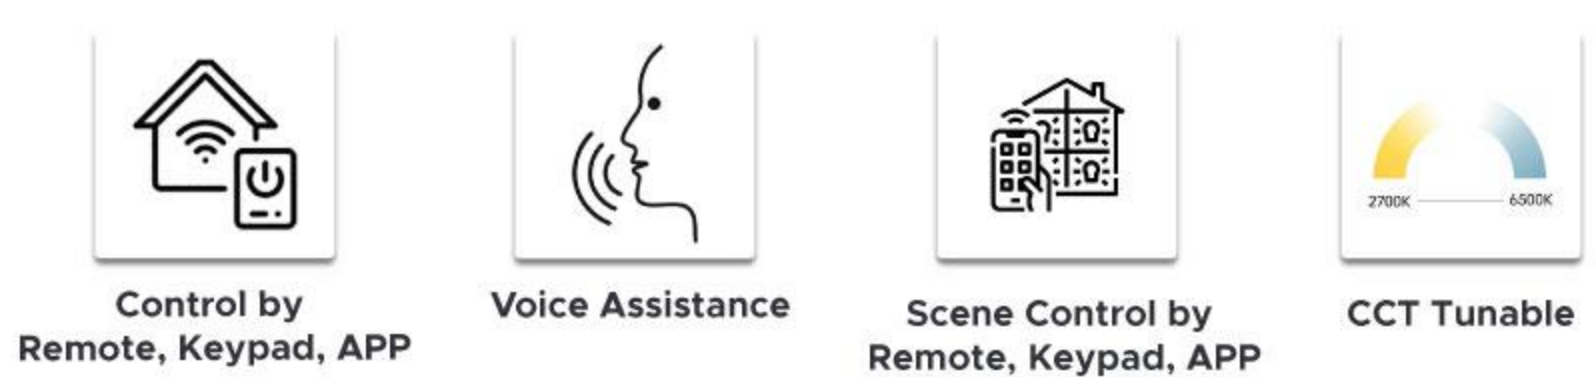 2700K
6500K
Control by
Remote, Keypad, APP
Voice Assistance
Scene Control by
Remote, Keypad, APP
CCT Tunable